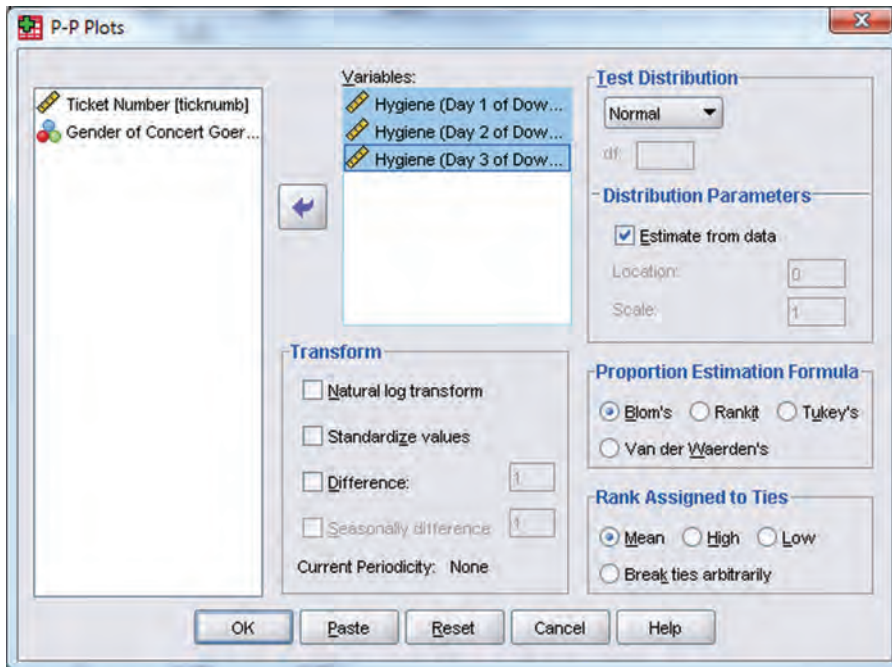 P-P Plots
Ticket Number [ticknumb]
Gender of Concert Goer...
Variables:
Hygiene (Day 1 of Dow...
Hygiene (Day 2 of Dow...
Hygiene (Day 3 of Dow...
Test Distribution
Normal
df:
Distribution Parameters
Estimate from data
Location: 0
Scale: 1
Transform
Natural log transform
Standardize values
Difference: 1
Seasonally difference 1
Current Periodicity: None
Proportion Estimation Formula
Blom's Rankit Tukey's
Van der Waerden's
Rank Assigned to Ties
Mean High Low
Break ties arbitrarily
OK Paste Reset Cancel Help